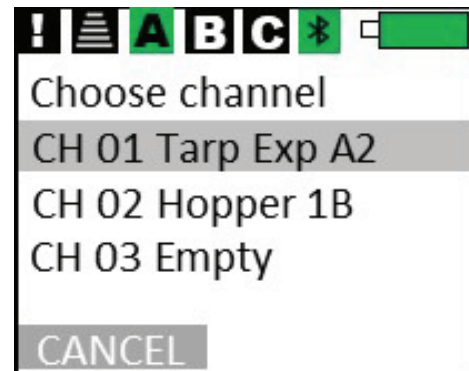 ! A B C
Choose channel
CH 01 Tarp Exp A2
CH 02 Hopper 1B
CH 03 Empty
CANCEL